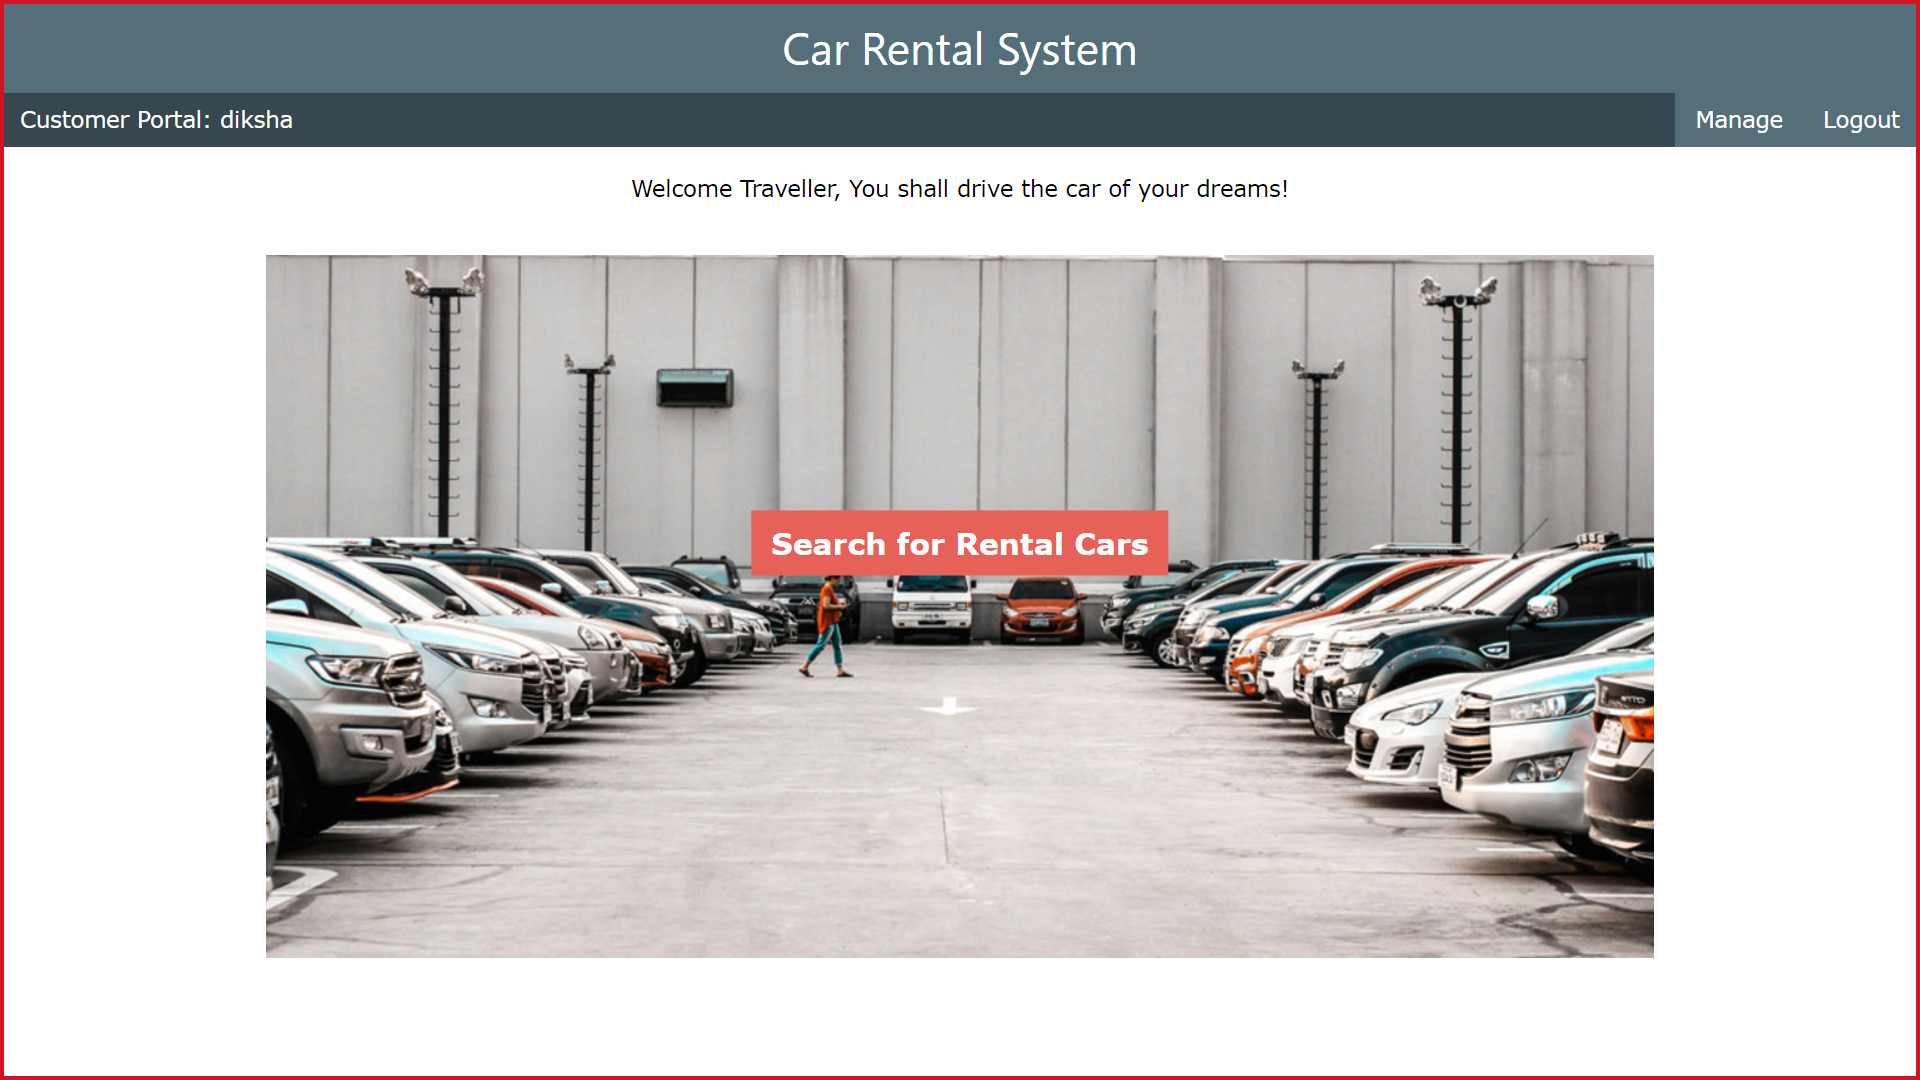 Car Rental System
Customer Portal: diksha
Manage
Logout
Welcome Traveller, You shall drive the car of your dreams!
Search for Rental Cars